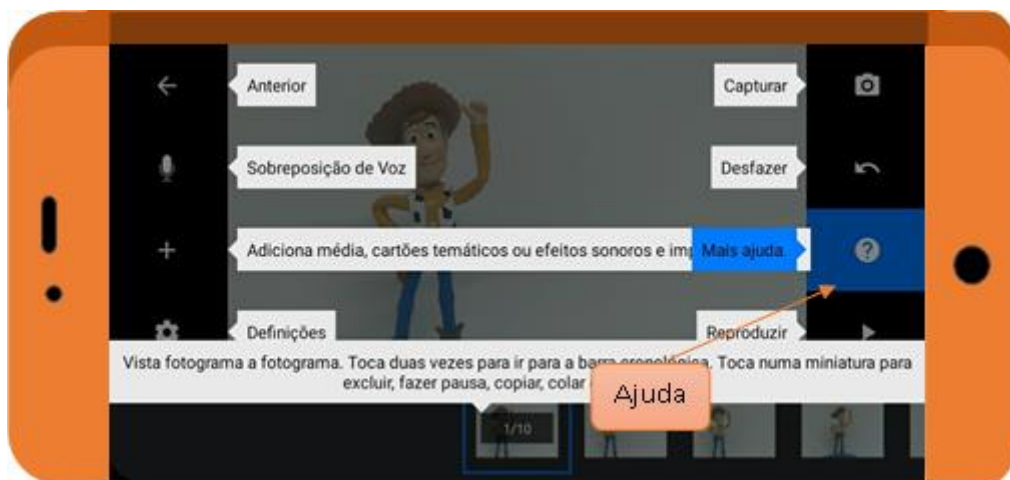 Anterior
Capturar
Sobreposição de Voz
Desfazer
Adiciona média, cartões temáticos ou efeitos sonoros e
Mais ajuda.
Definições
Reproduzir
Vista fotograma a fotograma. Toca duas vezes para ir para a barra cronológica. Toca numa miniatura para
excluir, fazer pausa, copiar, colar
Ajuda
1/10